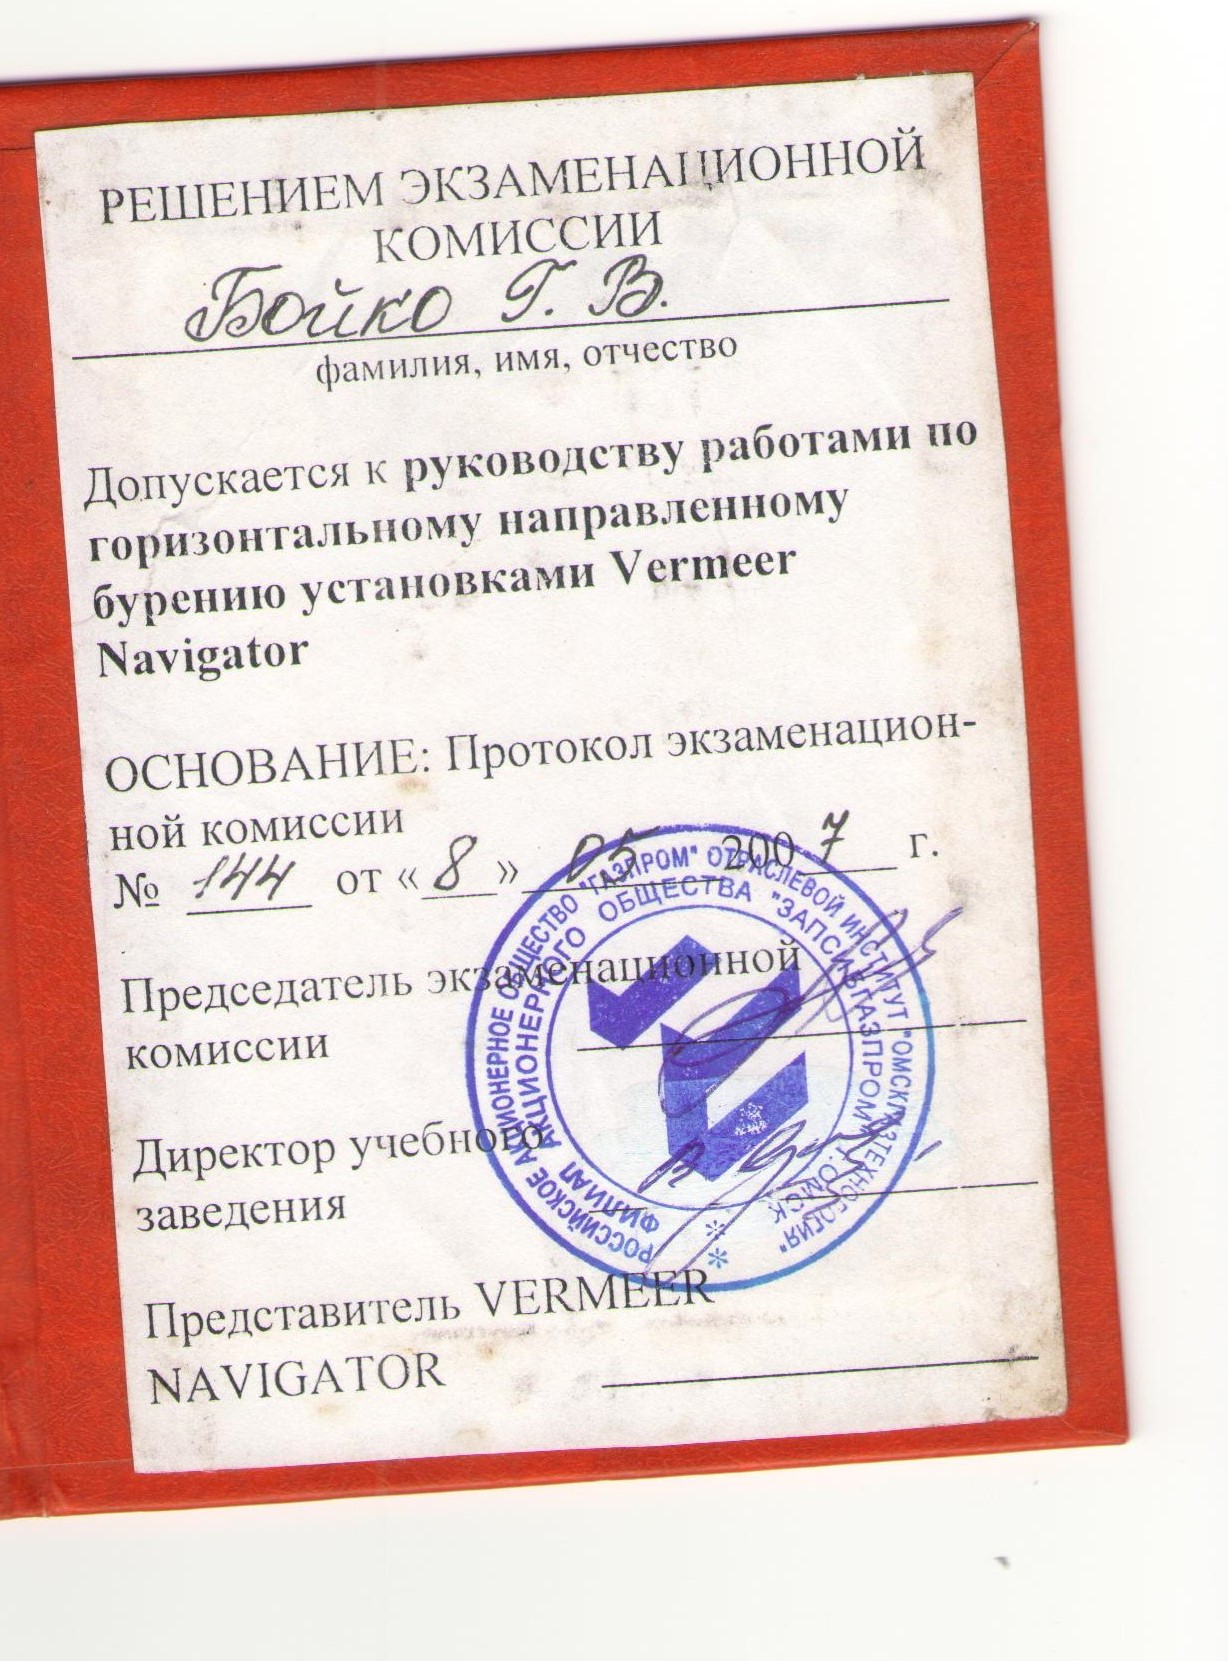 РЕШЕНИЕМ ЭКЗАМЕНАЦИОННОЙ
КОМИССИИ
Бойко Г. В.
фамилия, имя, отчество
Допускается к руководству работами по
горизонтальному направленному
бурению установками Vermeer
Navigator
ОСНОВАНИЕ: Протокол экзаменацион-
ной комиссии
№ 144 от «8» 05 2007 г.
Председатель экзаменационной
комиссии
Директор учебного
заведения
Представитель VERMEER
NAVIGATOR
РОССИЙСКОЕ АКЦИОНЕРНОЕ ОБЩЕСТВО "ГАЗПРОМ" ОТРАСЛЕВОЙ ИНСТИТУТ "ОМСКГАЗТЕХНОЛОГИЯ"
ФИЛИАЛ АКЦИОНЕРНОГО ОБЩЕСТВА "ЗАПСИБГАЗПРОМ" Г. ОМСК